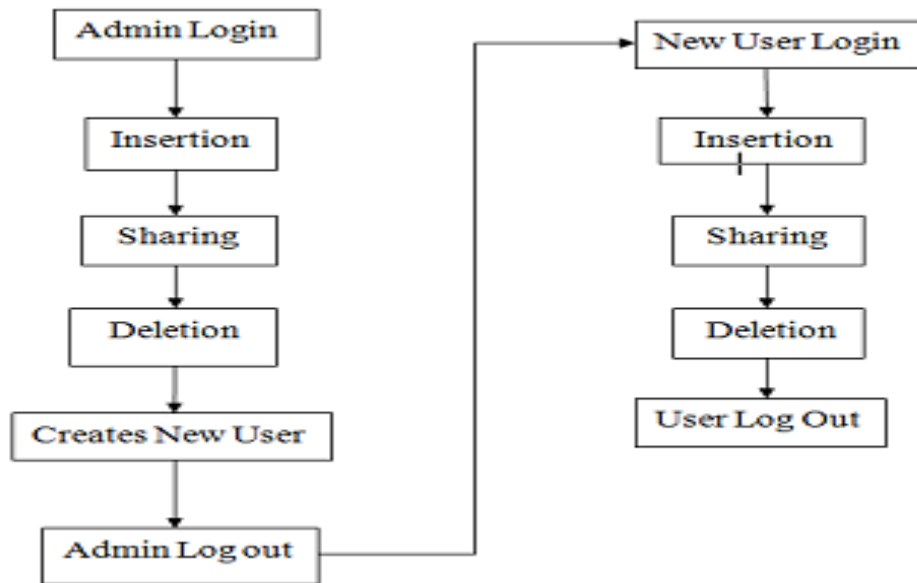 Admin Login
Insertion
Sharing
Deletion
Creates New User
Admin Log out
New User Login
Insertion
Sharing
Deletion
User Log Out